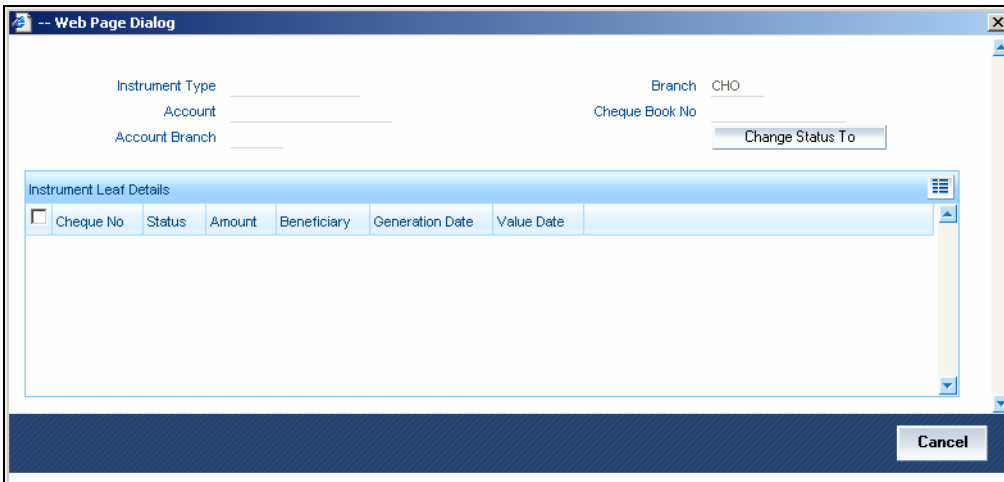 -- Web Page Dialog
Instrument Type
Branch CHO
Account
Cheque Book No
Account Branch
Change Status To
Instrument Leaf Details
Cheque No Status Amount Beneficiary Generation Date Value Date
Cancel